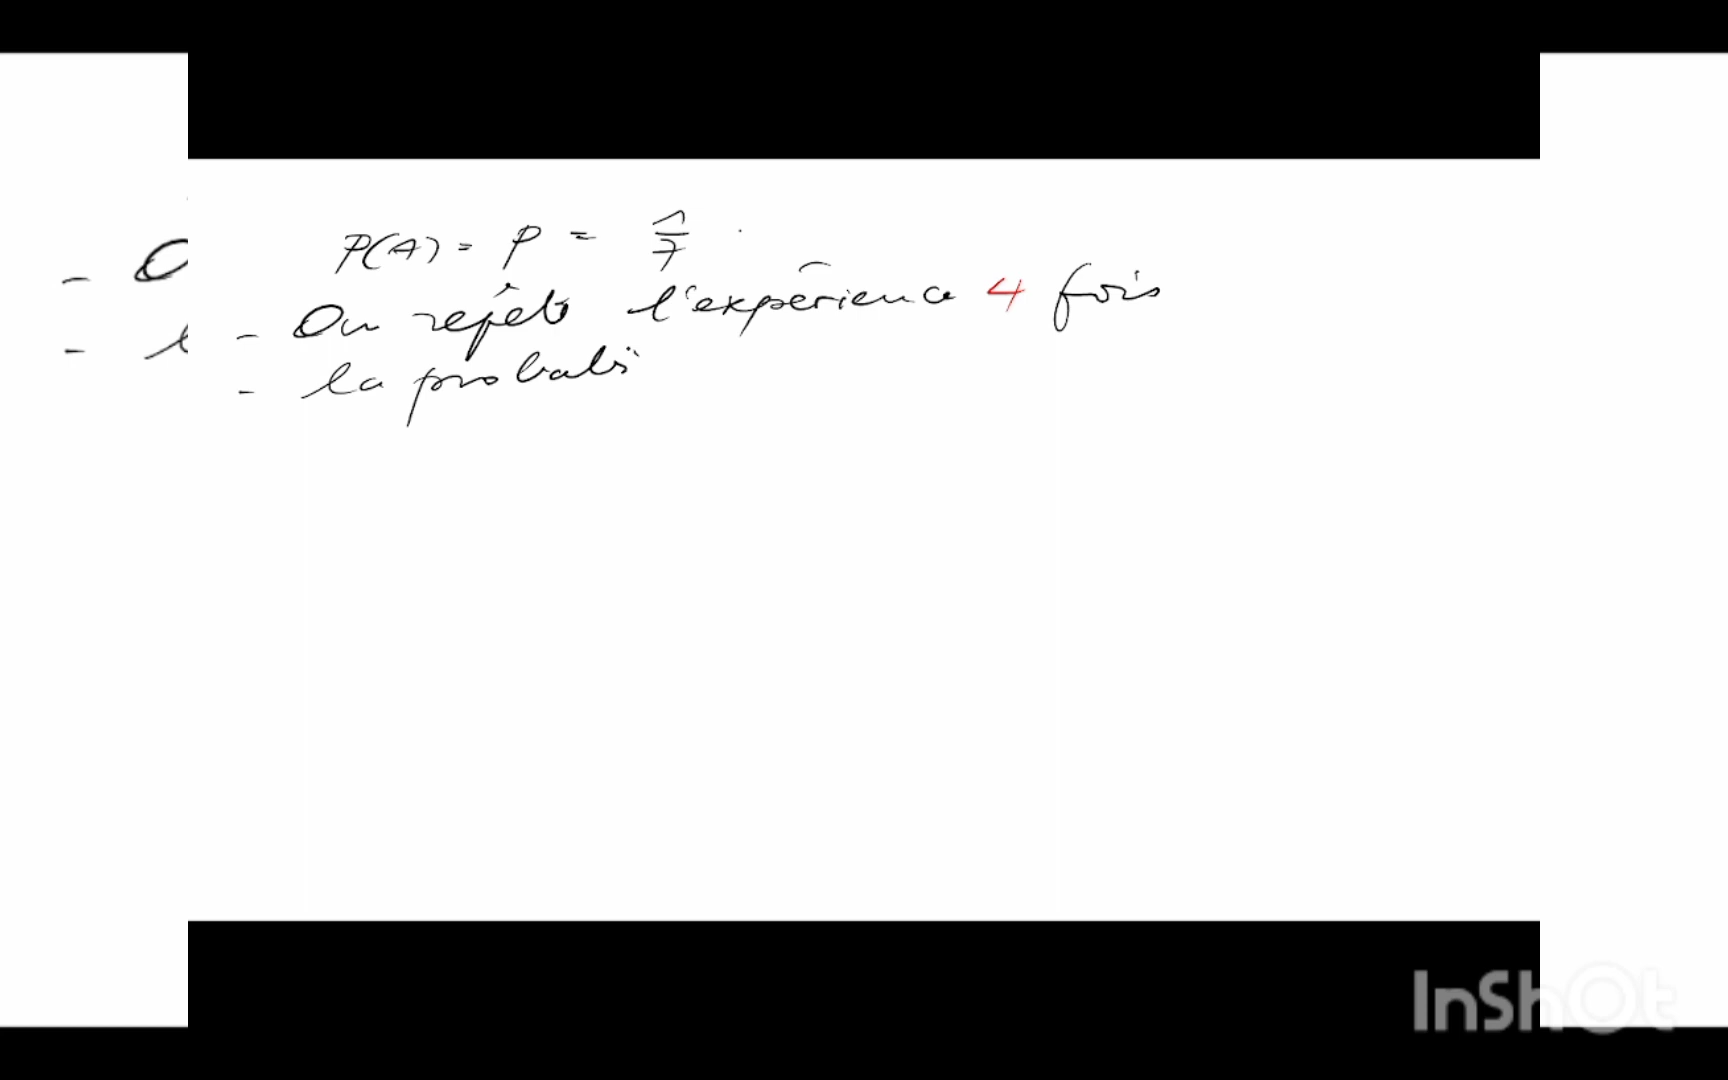 P(A) = p = 1/7
- On répète l'expérience 4 fois
- la probabi
- O
- l
InShOt